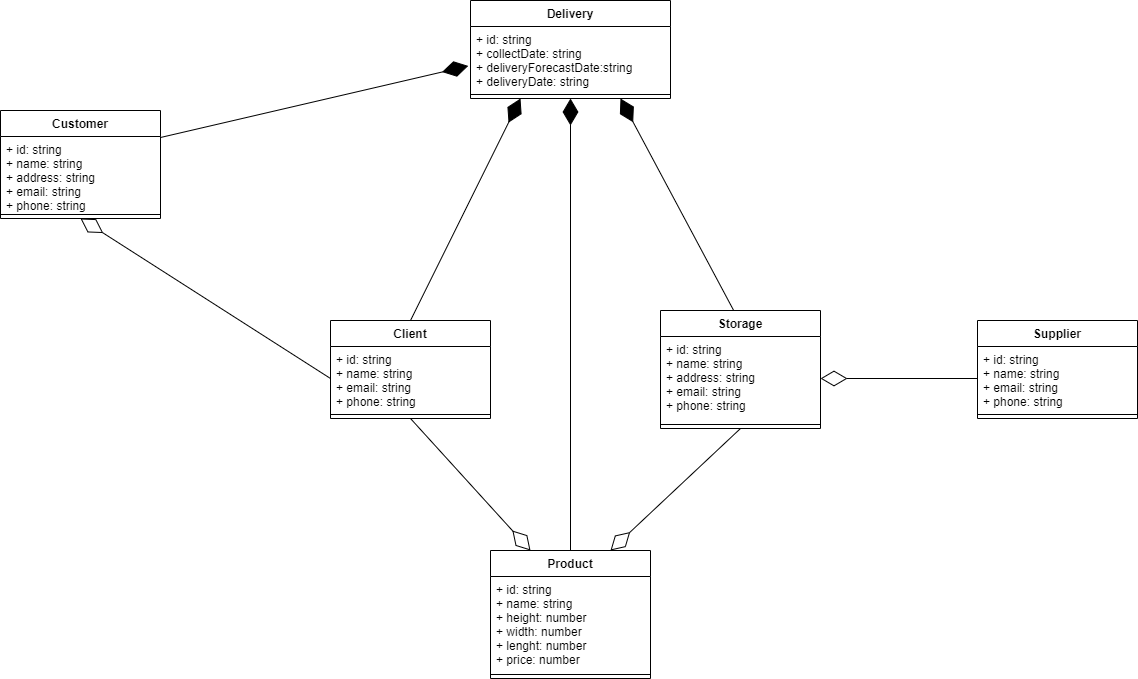 Delivery
+ id: string
+ collectDate: string
+ deliveryForecastDate:string
+ deliveryDate: string
Customer
+ id: string
+ name: string
+ address: string
+ email: string
+ phone: string
Client
+ id: string
+ name: string
+ email: string
+ phone: string
Storage
+ id: string
+ name: string
+ address: string
+ email: string
+ phone: string
Supplier
+ id: string
+ name: string
+ email: string
+ phone: string
Product
+ id: string
+ name: string
+ height: number
+ width: number
+ lenght: number
+ price: number